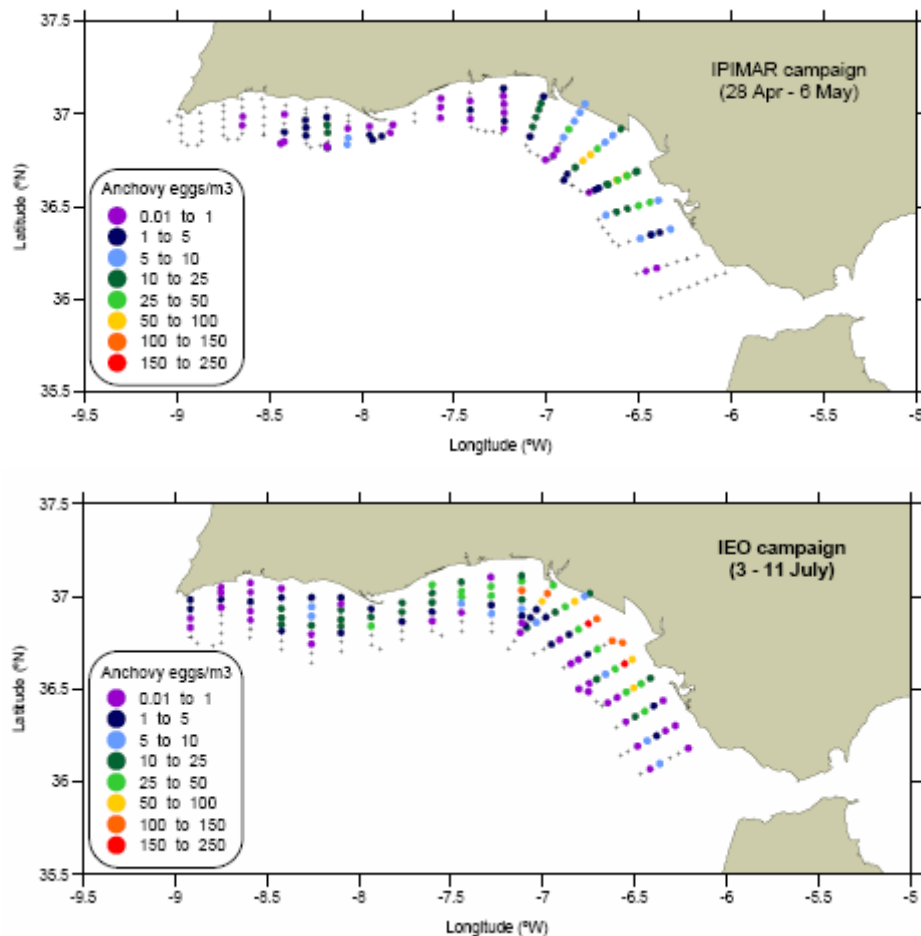 37.5
IPIMAR campaign
(28 Apr - 6 May)
37
Latitude (ºN)
36.5
36
35.5
Anchovy eggs/m3
0.01 to 1
1 to 5
5 to 10
10 to 25
25 to 50
50 to 100
100 to 150
150 to 250
-9.5 -9 -8.5 -8 -7.5 -7 -6.5 -6 -5.5 -5
Longitude (ºW)
37.5
IEO campaign
(3 - 11 July)
37
Latitude (ºN)
36.5
36
35.5
Anchovy eggs/m3
0.01 to 1
1 to 5
5 to 10
10 to 25
25 to 50
50 to 100
100 to 150
150 to 250
-9.5 -9 -8.5 -8 -7.5 -7 -6.5 -6 -5.5 -5
Longitude (ºW)